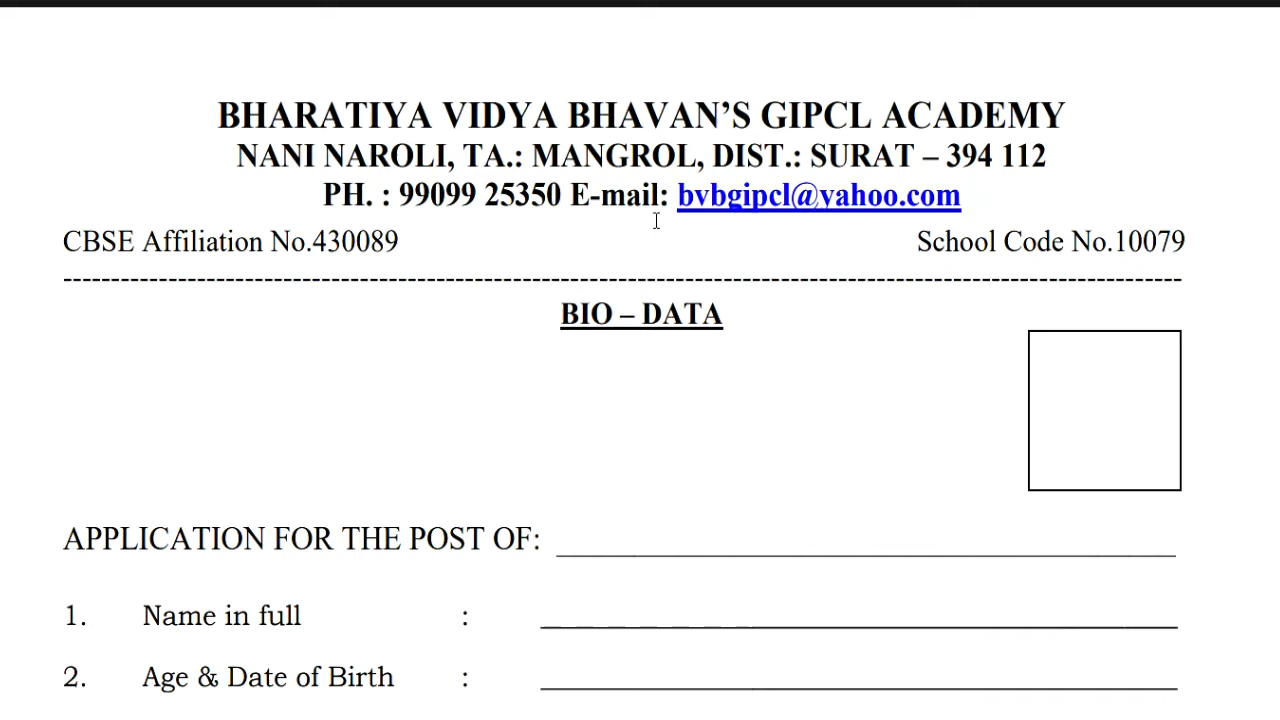 BHARATIYA VIDYA BHAVAN’S GIPCL ACADEMY
NANI NAROLI, TA.: MANGROL, DIST.: SURAT – 394 112
PH. : 99099 25350 E-mail: bvbgipcl@yahoo.com
CBSE Affiliation No.430089 School Code No.10079
BIO – DATA
APPLICATION FOR THE POST OF:
1. Name in full :
2. Age & Date of Birth :